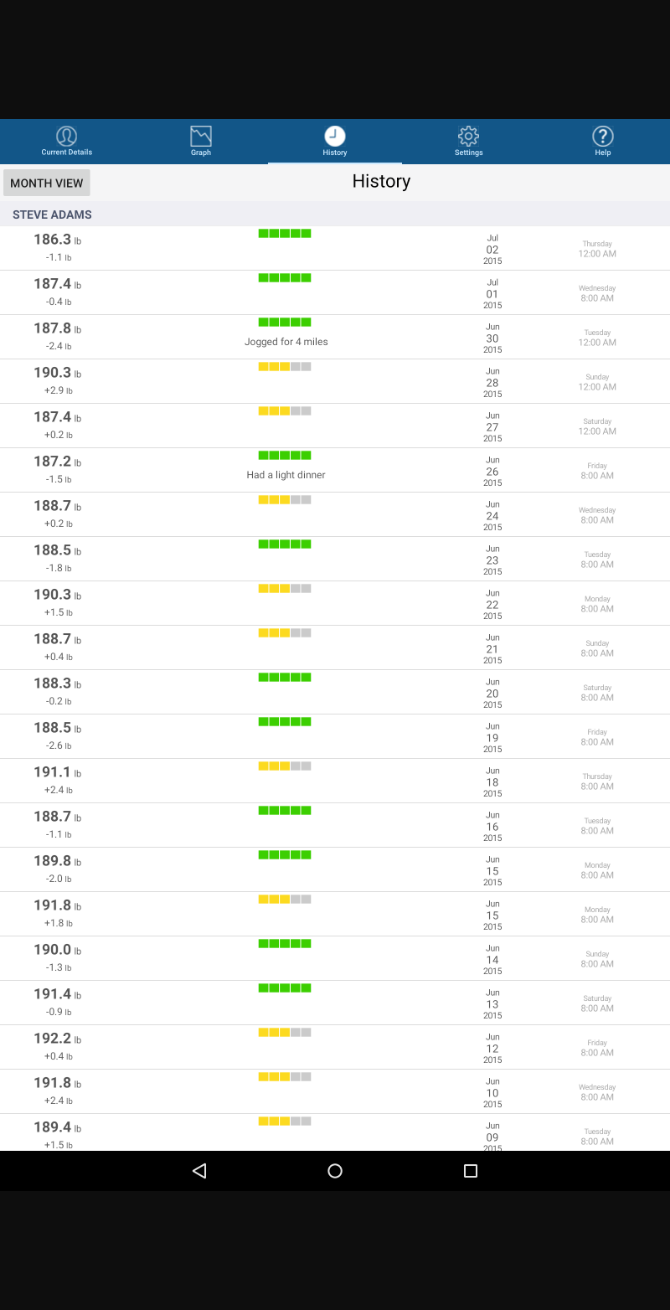 Current Details
Graph
History
Settings
Help
MONTH VIEW
History
STEVE ADAMS
186.3 lb
-1.1 lb
Jul
02
2015
Thursday
12:00 AM
187.4 lb
-0.4 lb
Jul
01
2015
Wednesday
8:00 AM
187.8 lb
-2.4 lb
Jogged for 4 miles
Jun
30
2015
Tuesday
12:00 AM
190.3 lb
+2.9 lb
Jun
28
2015
Sunday
12:00 AM
187.4 lb
+0.2 lb
Jun
27
2015
Saturday
12:00 AM
187.2 lb
-1.5 lb
Had a light dinner
Jun
26
2015
Friday
8:00 AM
188.7 lb
+0.2 lb
Jun
24
2015
Wednesday
8:00 AM
188.5 lb
-1.8 lb
Jun
23
2015
Tuesday
8:00 AM
190.3 lb
+1.5 lb
Jun
22
2015
Monday
8:00 AM
188.7 lb
+0.4 lb
Jun
21
2015
Sunday
8:00 AM
188.3 lb
-0.2 lb
Jun
20
2015
Saturday
8:00 AM
188.5 lb
-2.6 lb
Jun
19
2015
Friday
8:00 AM
191.1 lb
+2.4 lb
Jun
18
2015
Thursday
8:00 AM
188.7 lb
-1.1 lb
Jun
16
2015
Tuesday
8:00 AM
189.8 lb
-2.0 lb
Jun
15
2015
Monday
8:00 AM
191.8 lb
+1.8 lb
Jun
15
2015
Monday
8:00 AM
190.0 lb
-1.3 lb
Jun
14
2015
Sunday
8:00 AM
191.4 lb
-0.9 lb
Jun
13
2015
Saturday
8:00 AM
192.2 lb
+0.4 lb
Jun
12
2015
Friday
8:00 AM
191.8 lb
+2.4 lb
Jun
10
2015
Wednesday
8:00 AM
189.4 lb
+1.5 lb
Jun
09
2015
Tuesday
8:00 AM